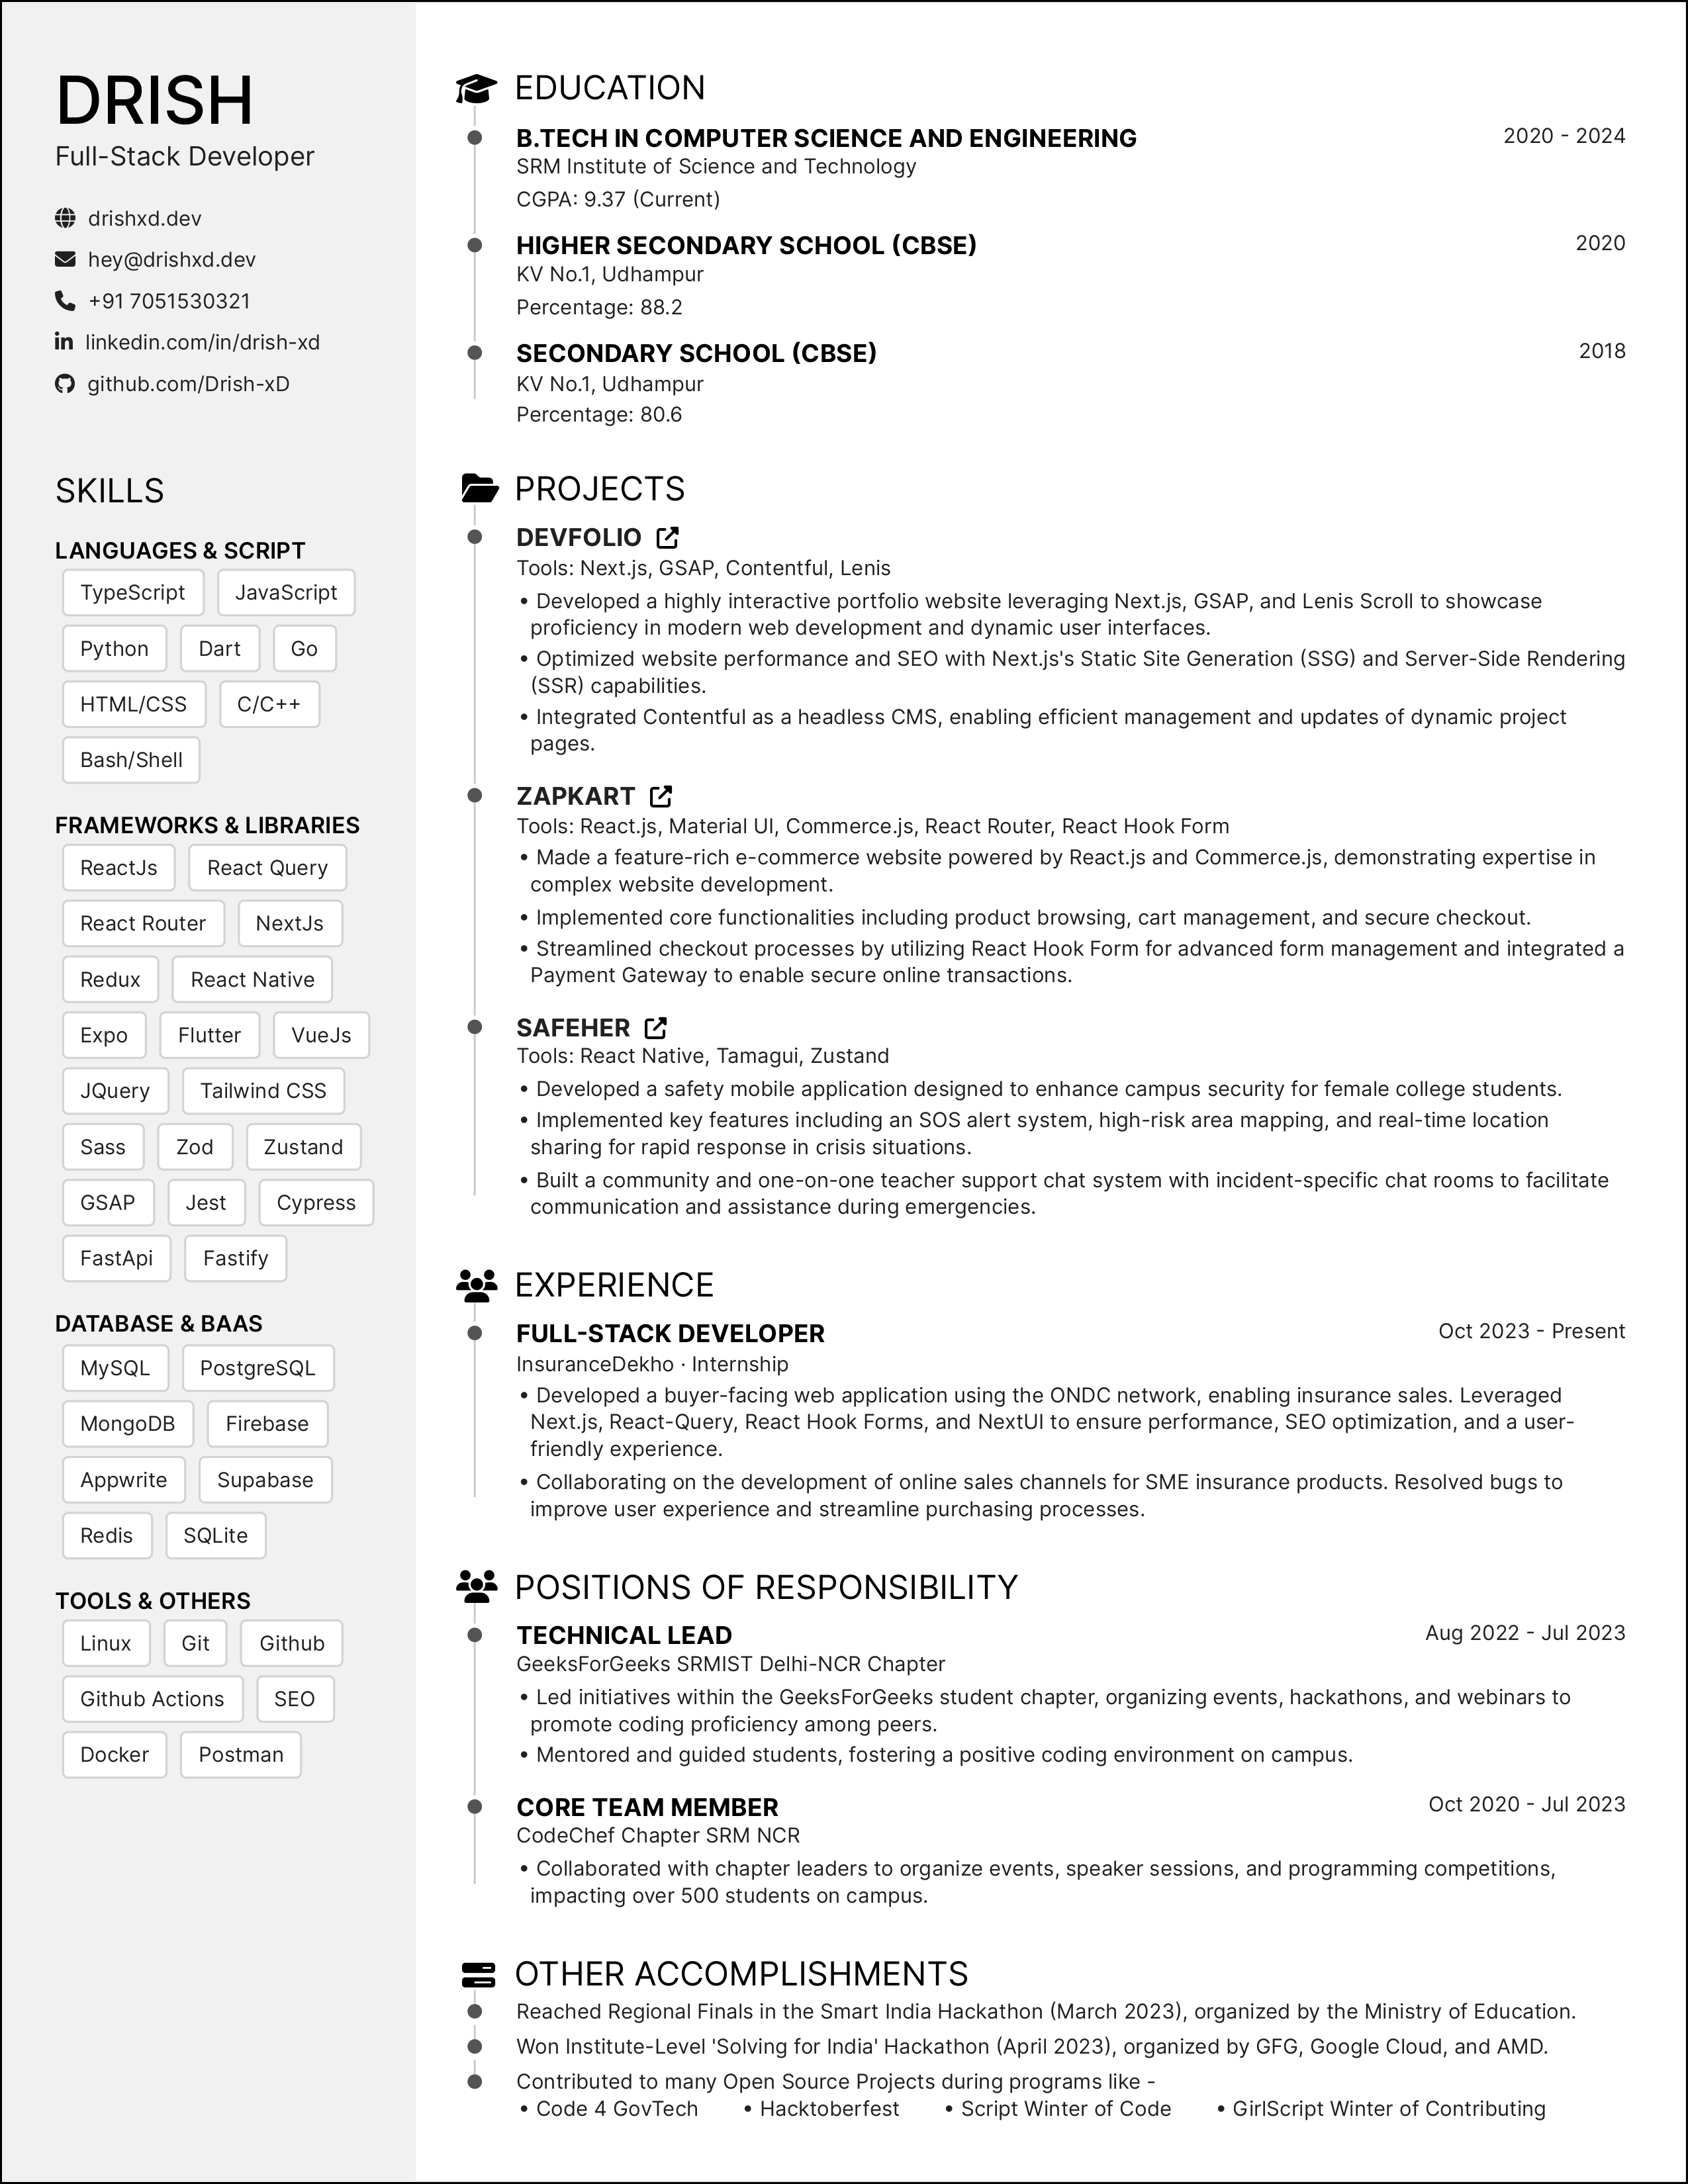 DRISH
Full-Stack Developer
drishxd.dev
hey@drishxd.dev
+91 7051530321
linkedin.com/in/drish-xd
github.com/Drish-xD
SKILLS
LANGUAGES & SCRIPT
TypeScript JavaScript
Python Dart Go
HTML/CSS C/C++
Bash/Shell
FRAMEWORKS & LIBRARIES
ReactJs React Query
React Router NextJs
Redux React Native
Expo Flutter VueJs
JQuery Tailwind CSS
Sass Zod Zustand
GSAP Jest Cypress
FastApi Fastify
DATABASE & BAAS
MySQL PostgreSQL
MongoDB Firebase
Appwrite Supabase
Redis SQLite
TOOLS & OTHERS
Linux Git Github
Github Actions SEO
Docker Postman
EDUCATION
B.TECH IN COMPUTER SCIENCE AND ENGINEERING 2020 - 2024
SRM Institute of Science and Technology
CGPA: 9.37 (Current)
HIGHER SECONDARY SCHOOL (CBSE) 2020
KV No.1, Udhampur
Percentage: 88.2
SECONDARY SCHOOL (CBSE) 2018
KV No.1, Udhampur
Percentage: 80.6
PROJECTS
DEVFOLIO
Tools: Next.js, GSAP, Contentful, Lenis
• Developed a highly interactive portfolio website leveraging Next.js, GSAP, and Lenis Scroll to showcase
proficiency in modern web development and dynamic user interfaces.
• Optimized website performance and SEO with Next.js's Static Site Generation (SSG) and Server-Side Rendering
(SSR) capabilities.
• Integrated Contentful as a headless CMS, enabling efficient management and updates of dynamic project
pages.
ZAPKART
Tools: React.js, Material UI, Commerce.js, React Router, React Hook Form
• Made a feature-rich e-commerce website powered by React.js and Commerce.js, demonstrating expertise in
complex website development.
• Implemented core functionalities including product browsing, cart management, and secure checkout.
• Streamlined checkout processes by utilizing React Hook Form for advanced form management and integrated a
Payment Gateway to enable secure online transactions.
SAFEHER
Tools: React Native, Tamagui, Zustand
• Developed a safety mobile application designed to enhance campus security for female college students.
• Implemented key features including an SOS alert system, high-risk area mapping, and real-time location
sharing for rapid response in crisis situations.
• Built a community and one-on-one teacher support chat system with incident-specific chat rooms to facilitate
communication and assistance during emergencies.
EXPERIENCE
FULL-STACK DEVELOPER Oct 2023 - Present
InsuranceDekho · Internship
• Developed a buyer-facing web application using the ONDC network, enabling insurance sales. Leveraged
Next.js, React-Query, React Hook Forms, and NextUI to ensure performance, SEO optimization, and a user-
friendly experience.
• Collaborating on the development of online sales channels for SME insurance products. Resolved bugs to
improve user experience and streamline purchasing processes.
POSITIONS OF RESPONSIBILITY
TECHNICAL LEAD Aug 2022 - Jul 2023
GeeksForGeeks SRMIST Delhi-NCR Chapter
• Led initiatives within the GeeksForGeeks student chapter, organizing events, hackathons, and webinars to
promote coding proficiency among peers.
• Mentored and guided students, fostering a positive coding environment on campus.
CORE TEAM MEMBER Oct 2020 - Jul 2023
CodeChef Chapter SRM NCR
• Collaborated with chapter leaders to organize events, speaker sessions, and programming competitions,
impacting over 500 students on campus.
OTHER ACCOMPLISHMENTS
Reached Regional Finals in the Smart India Hackathon (March 2023), organized by the Ministry of Education.
Won Institute-Level 'Solving for India' Hackathon (April 2023), organized by GFG, Google Cloud, and AMD.
Contributed to many Open Source Projects during programs like -
• Code 4 GovTech • Hacktoberfest • Script Winter of Code • GirlScript Winter of Contributing